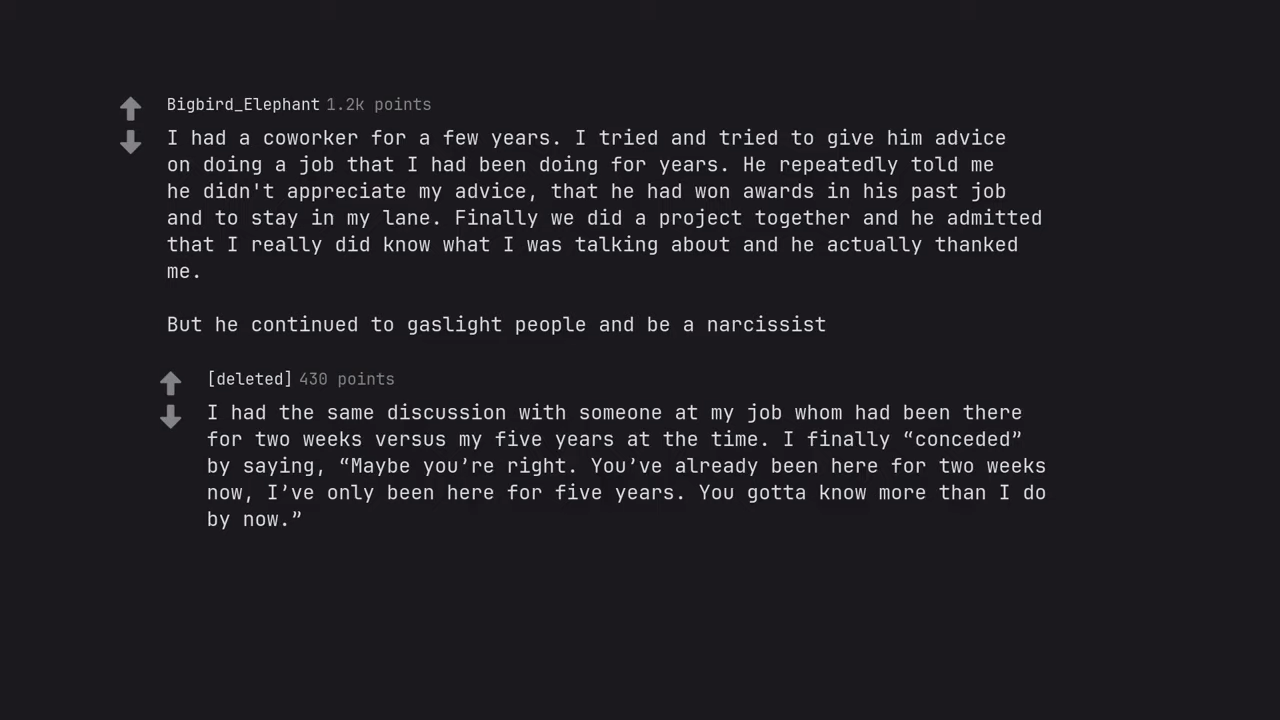 Bigbird_Elephant 1.2k points
I had a coworker for a few years. I tried and tried to give him advice
on doing a job that I had been doing for years. He repeatedly told me
he didn't appreciate my advice, that he had won awards in his past job
and to stay in my lane. Finally we did a project together and he admitted
that I really did know what I was talking about and he actually thanked
me.
But he continued to gaslight people and be a narcissist
[deleted] 430 points
I had the same discussion with someone at my job whom had been there
for two weeks versus my five years at the time. I finally “conceded”
by saying, “Maybe you’re right. You’ve already been here for two weeks
now, I’ve only been here for five years. You gotta know more than I do
by now.”